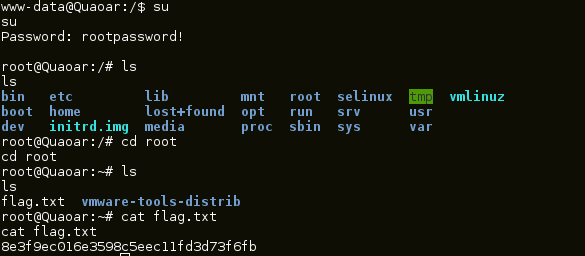 www-data@Quaoar:/$ su
su
Password: rootpassword!
root@Quaoar:/# ls
ls
bin etc lib mnt root selinux tmp vmlinuz
boot home lost+found opt run srv usr
dev initrd.img media proc sbin sys var
root@Quaoar:/# cd root
cd root
root@Quaoar:~# ls
ls
flag.txt vmware-tools-distrib
root@Quaoar:~# cat flag.txt
cat flag.txt
8e3f9ec016e3598c5eec11fd3d73f6fb